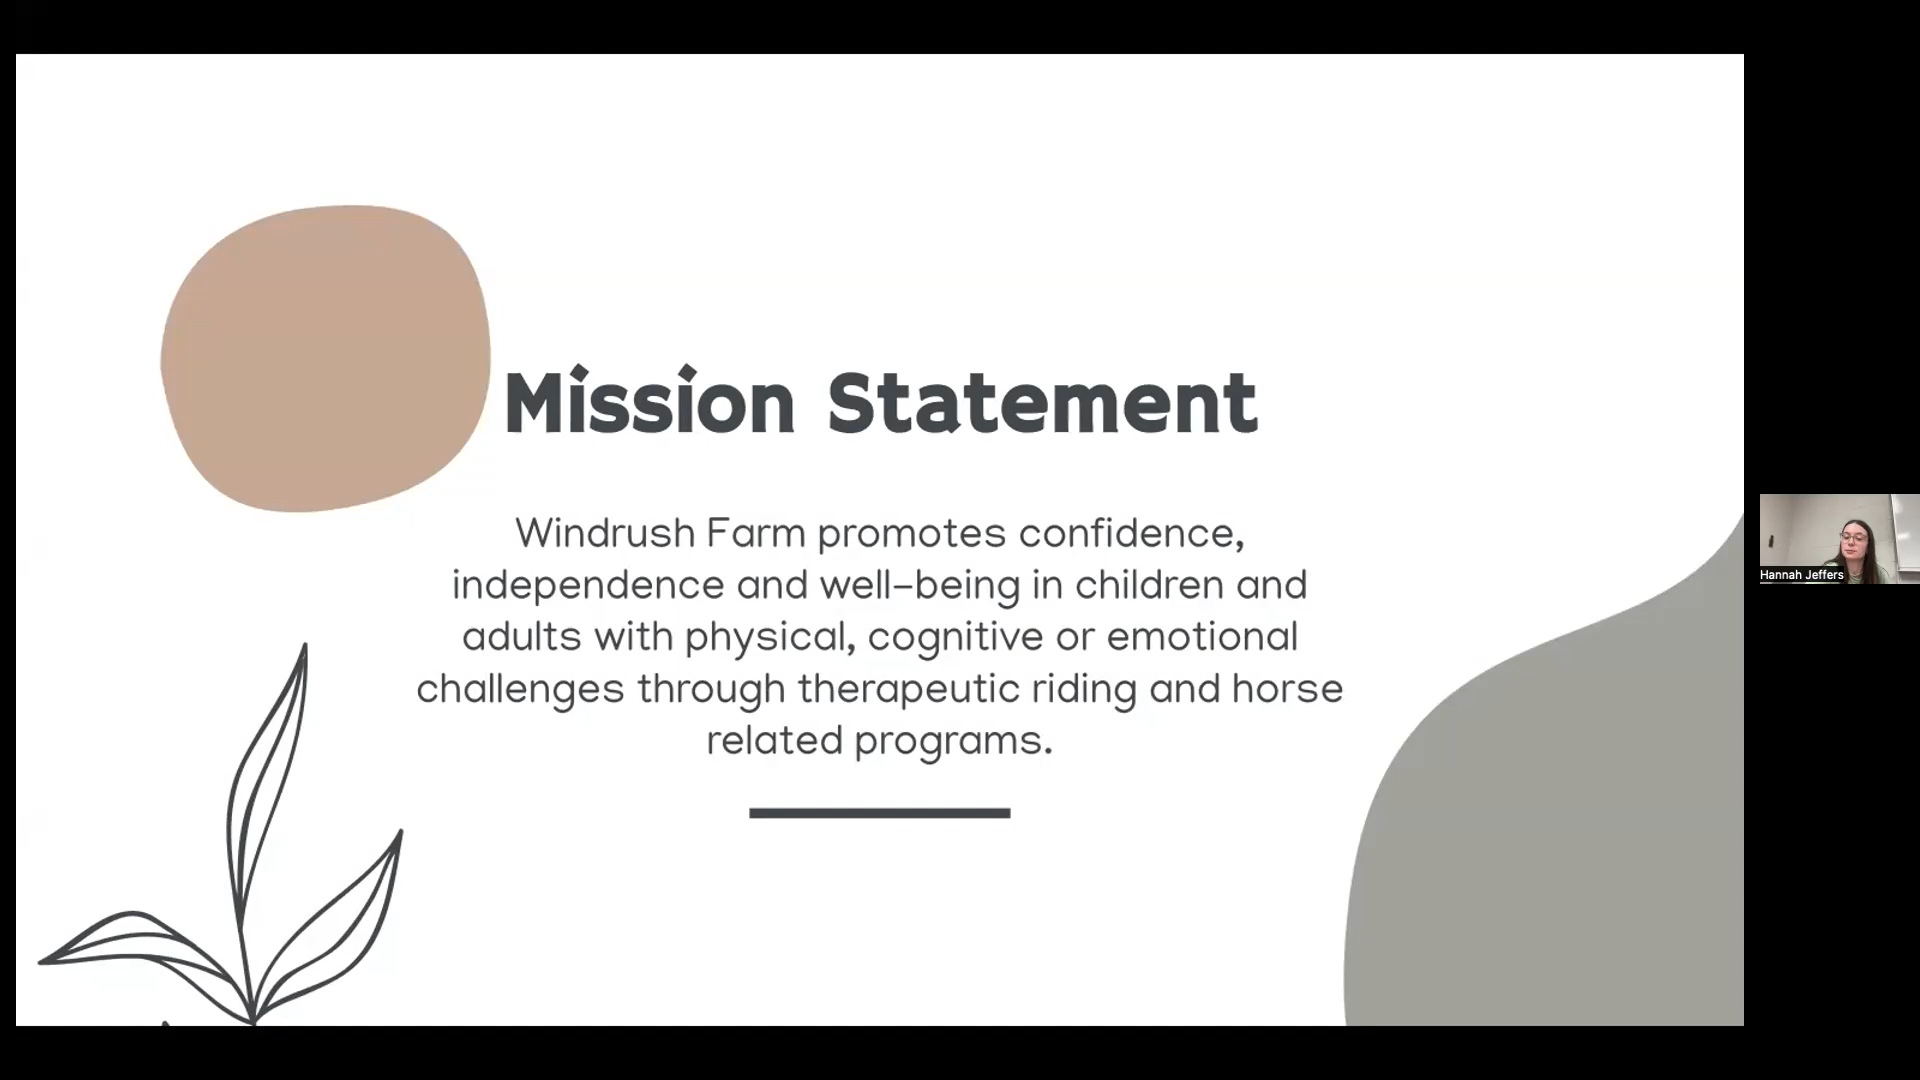 Mission Statement
Windrush Farm promotes confidence,
independence and well-being in children and
adults with physical, cognitive or emotional
challenges through therapeutic riding and horse
related programs.
Hannah Jeffers